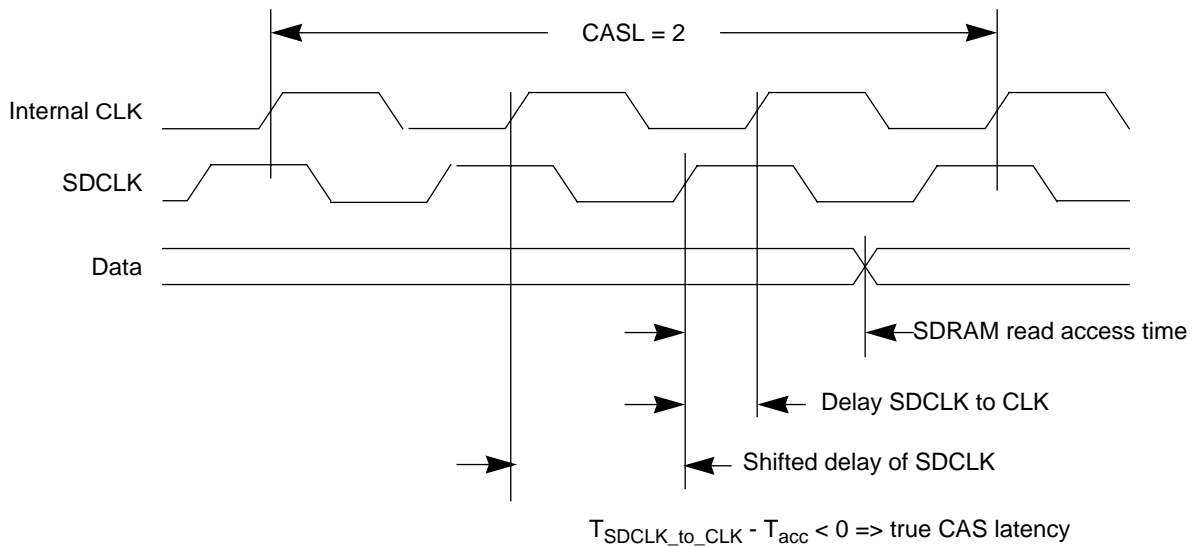 CASL = 2
Internal CLK
SDCLK
Data
SDRAM read access time
Delay SDCLK to CLK
Shifted delay of SDCLK
TSDCLK_to_CLK - Tacc < 0 => true CAS latency